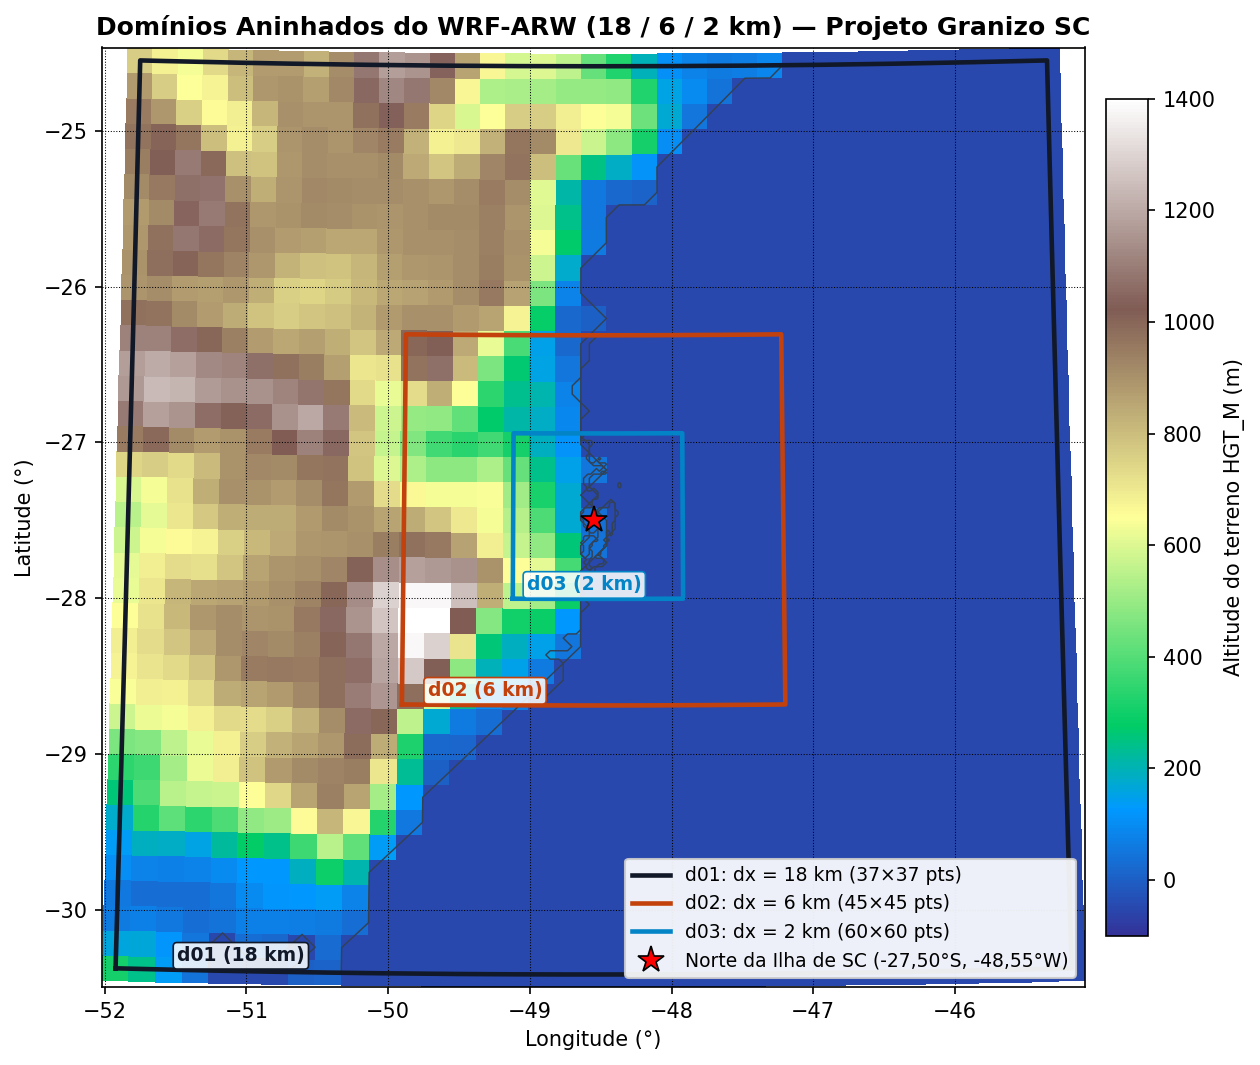 Domínios Aninhados do WRF-ARW (18 / 6 / 2 km) — Projeto Granizo SC
−25
−26
−27
−28
−29
−30
Latitude (°)
−52
−51
−50
−49
−48
−47
−46
Longitude (°)
d03 (2 km)
d02 (6 km)
d01 (18 km)
d01: dx = 18 km (37×37 pts)
d02: dx = 6 km (45×45 pts)
d03: dx = 2 km (60×60 pts)
Norte da Ilha de SC (-27,50°S, -48,55°W)
1400
1200
1000
800
600
400
200
0
Altitude do terreno HGT_M (m)